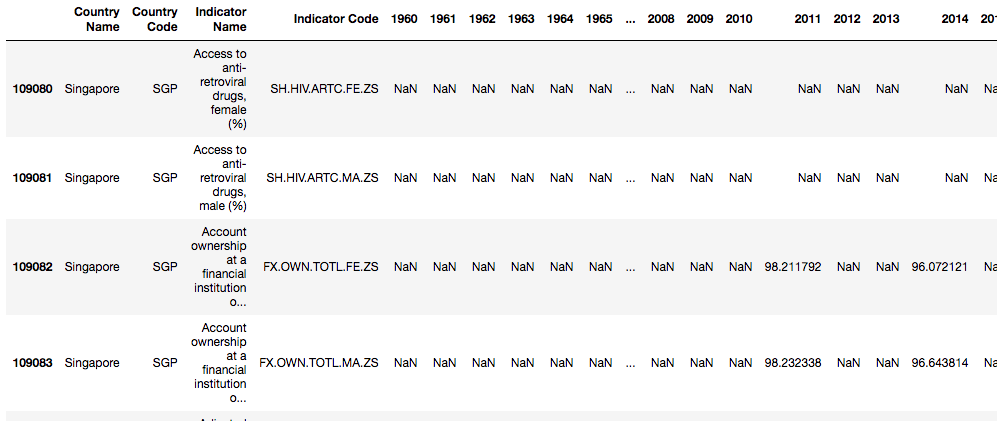 Country Name Country Code Indicator Name Indicator Code 1960 1961 1962 1963 1964 1965 ... 2008 2009 2010 2011 2012 2013 2014
109080 Singapore SGP Access to anti-retroviral drugs, female (%) SH.HIV.ARTC.FE.ZS NaN NaN NaN NaN NaN NaN ... NaN NaN NaN NaN NaN NaN NaN
109081 Singapore SGP Access to anti-retroviral drugs, male (%) SH.HIV.ARTC.MA.ZS NaN NaN NaN NaN NaN NaN ... NaN NaN NaN NaN NaN NaN NaN
109082 Singapore SGP Account ownership at a financial institution o... FX.OWN.TOTL.FE.ZS NaN NaN NaN NaN NaN NaN ... NaN NaN NaN 98.211792 NaN NaN 96.072121
109083 Singapore SGP Account ownership at a financial institution o... FX.OWN.TOTL.MA.ZS NaN NaN NaN NaN NaN NaN ... NaN NaN NaN 98.232338 NaN NaN 96.643814